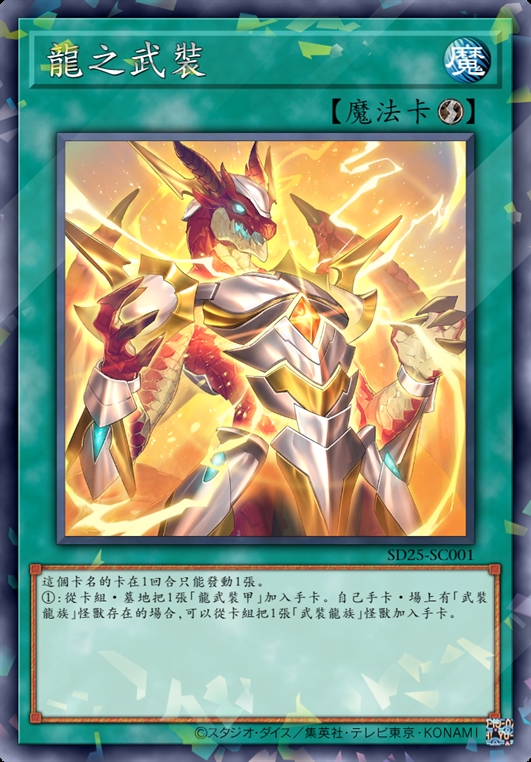 龍之武裝
魔
【魔法卡】
SD25-SC001
這個卡名的卡在1回合只能發動1張。
①:從卡組・墓地把1張「龍武裝甲」加入手卡。自己手卡・場上有「武裝
龍族」怪獸存在的場合,可以從卡組把1張「武裝龍族」怪獸加入手卡。
©スタジオ・ダイス／集英社・テレビ東京・KONAMI